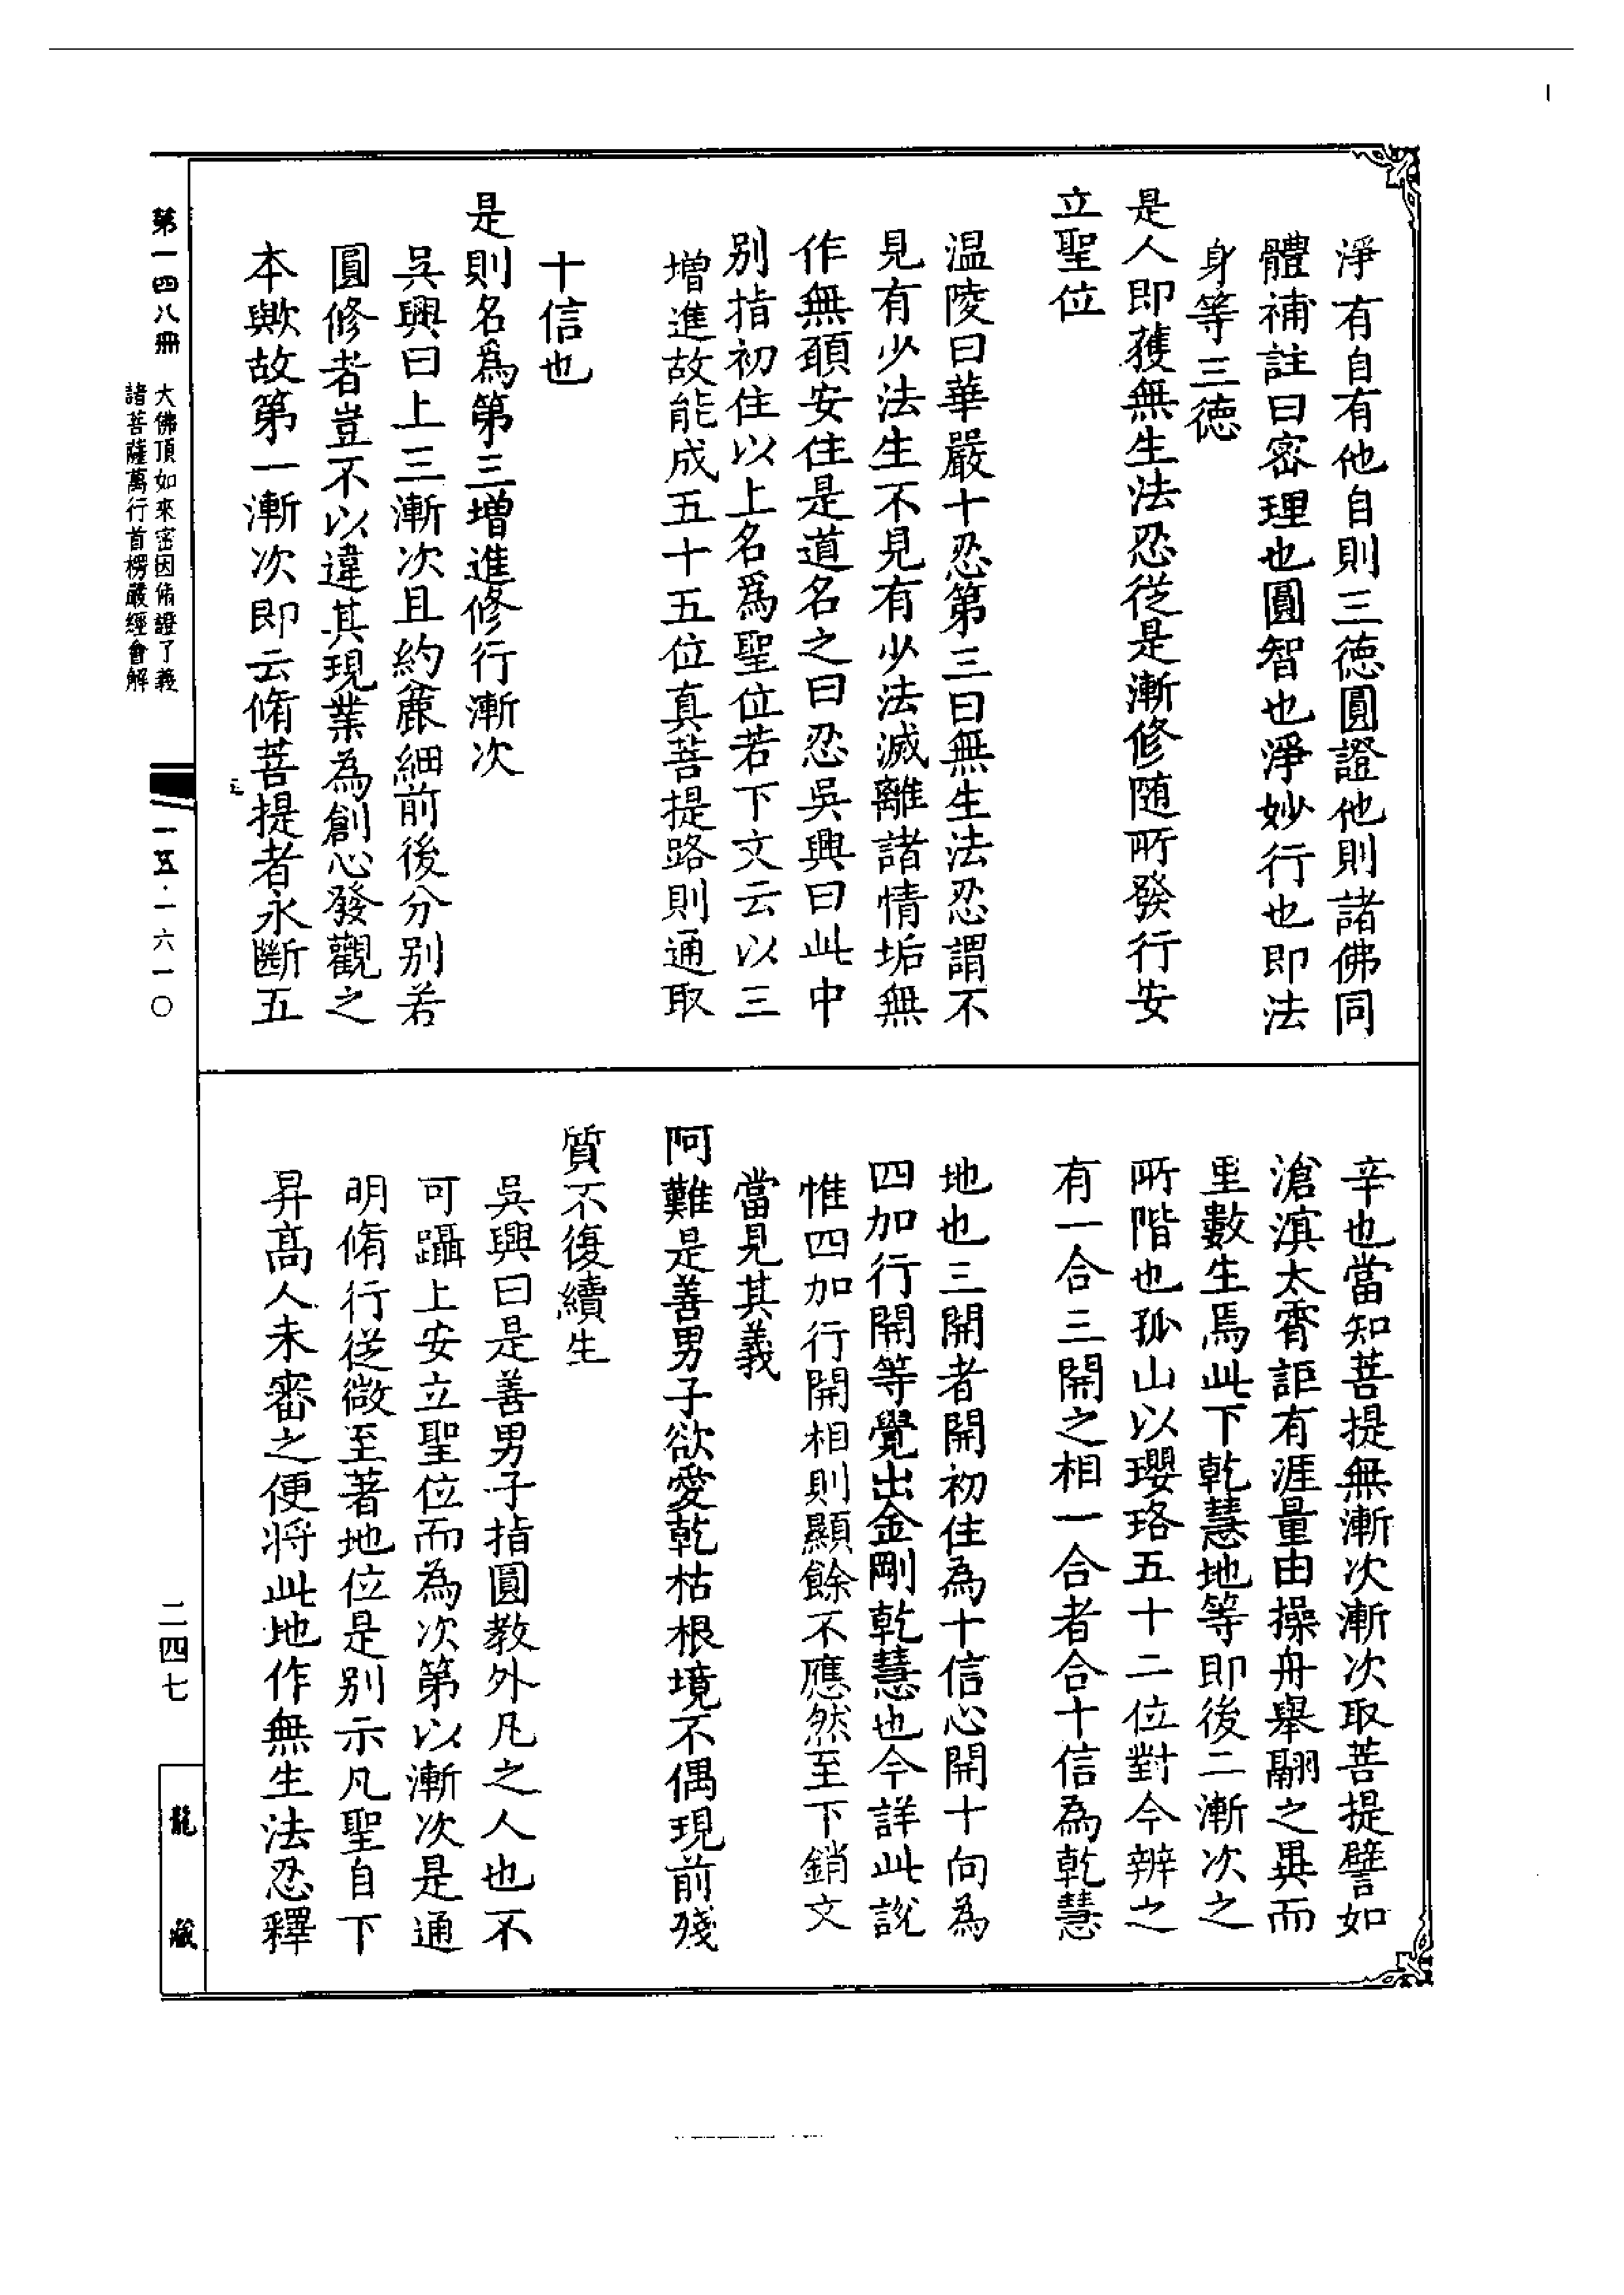 淨有自有他自則三德圓證他則諸佛同
體補註曰密理也圓智也淨妙行也即法
身等三德
是人即獲無生法忍從是漸修隨所發行安
立聖位
温陵曰華嚴十忍第三曰無生法忍謂不
見有少法生不見有少法滅離諸情垢無
作無願安住是道名之曰忍吳興曰此中
别指初住以上名爲聖位若下文云以三
增進故能成五十五位真菩提路則通取
十信也
是則名爲第三增進修行漸次
吳興曰上三漸次且約麤細前後分别若
圓修者豈不以違其現業為創心發觀之
本歟故第一漸次即云脩菩提者永斷五
辛也當知菩提無漸次漸次取菩提譬如
滄溟太霄詎有涯量由操舟舉翮之異而
里數生焉此下乾慧地等即後二漸次之
所階也孤山以瓔珞五十二位對今辨之
有一合三開之相一合者合十信為乾慧
地也三開者開初住為十信心開十向為
四加行開等覺出金剛乾慧也今詳此說
惟四加行開相則顯餘不應然至下銷文
當見其義
阿難是善男子欲愛乾枯根境不偶現前殘
質不復續生
吳興曰是善男子指圓教外凡之人也不
可躡上安立聖位而為次第以漸次是通
明脩行從微至著地位是别示凡聖自下
昇高人未審之便将此地作無生法忍釋
第一四八冊
大佛頂如來密因脩證了義
諸菩薩萬行首楞嚴經會解
一五·一六一〇
二四七
龍藏